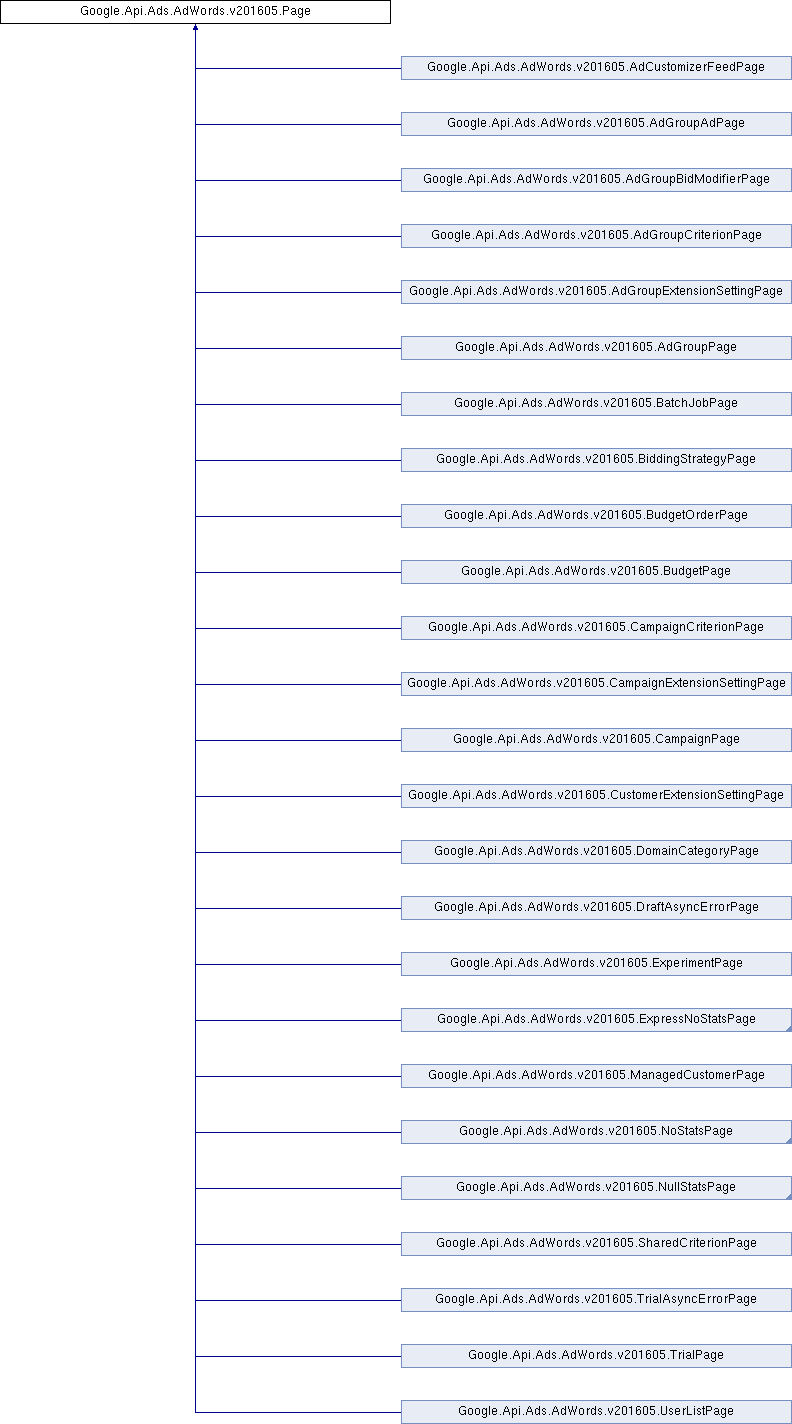 Google.Api.Ads.AdWords.v201605.Page
Google.Api.Ads.AdWords.v201605.AdCustomizerFeedPage
Google.Api.Ads.AdWords.v201605.AdGroupAdPage
Google.Api.Ads.AdWords.v201605.AdGroupBidModifierPage
Google.Api.Ads.AdWords.v201605.AdGroupCriterionPage
Google.Api.Ads.AdWords.v201605.AdGroupExtensionSettingPage
Google.Api.Ads.AdWords.v201605.AdGroupPage
Google.Api.Ads.AdWords.v201605.BatchJobPage
Google.Api.Ads.AdWords.v201605.BiddingStrategyPage
Google.Api.Ads.AdWords.v201605.BudgetOrderPage
Google.Api.Ads.AdWords.v201605.BudgetPage
Google.Api.Ads.AdWords.v201605.CampaignCriterionPage
Google.Api.Ads.AdWords.v201605.CampaignExtensionSettingPage
Google.Api.Ads.AdWords.v201605.CampaignPage
Google.Api.Ads.AdWords.v201605.CustomerExtensionSettingPage
Google.Api.Ads.AdWords.v201605.DomainCategoryPage
Google.Api.Ads.AdWords.v201605.DraftAsyncErrorPage
Google.Api.Ads.AdWords.v201605.ExperimentPage
Google.Api.Ads.AdWords.v201605.ExpressNoStatsPage
Google.Api.Ads.AdWords.v201605.ManagedCustomerPage
Google.Api.Ads.AdWords.v201605.NoStatsPage
Google.Api.Ads.AdWords.v201605.NullStatsPage
Google.Api.Ads.AdWords.v201605.SharedCriterionPage
Google.Api.Ads.AdWords.v201605.TrialAsyncErrorPage
Google.Api.Ads.AdWords.v201605.TrialPage
Google.Api.Ads.AdWords.v201605.UserListPage